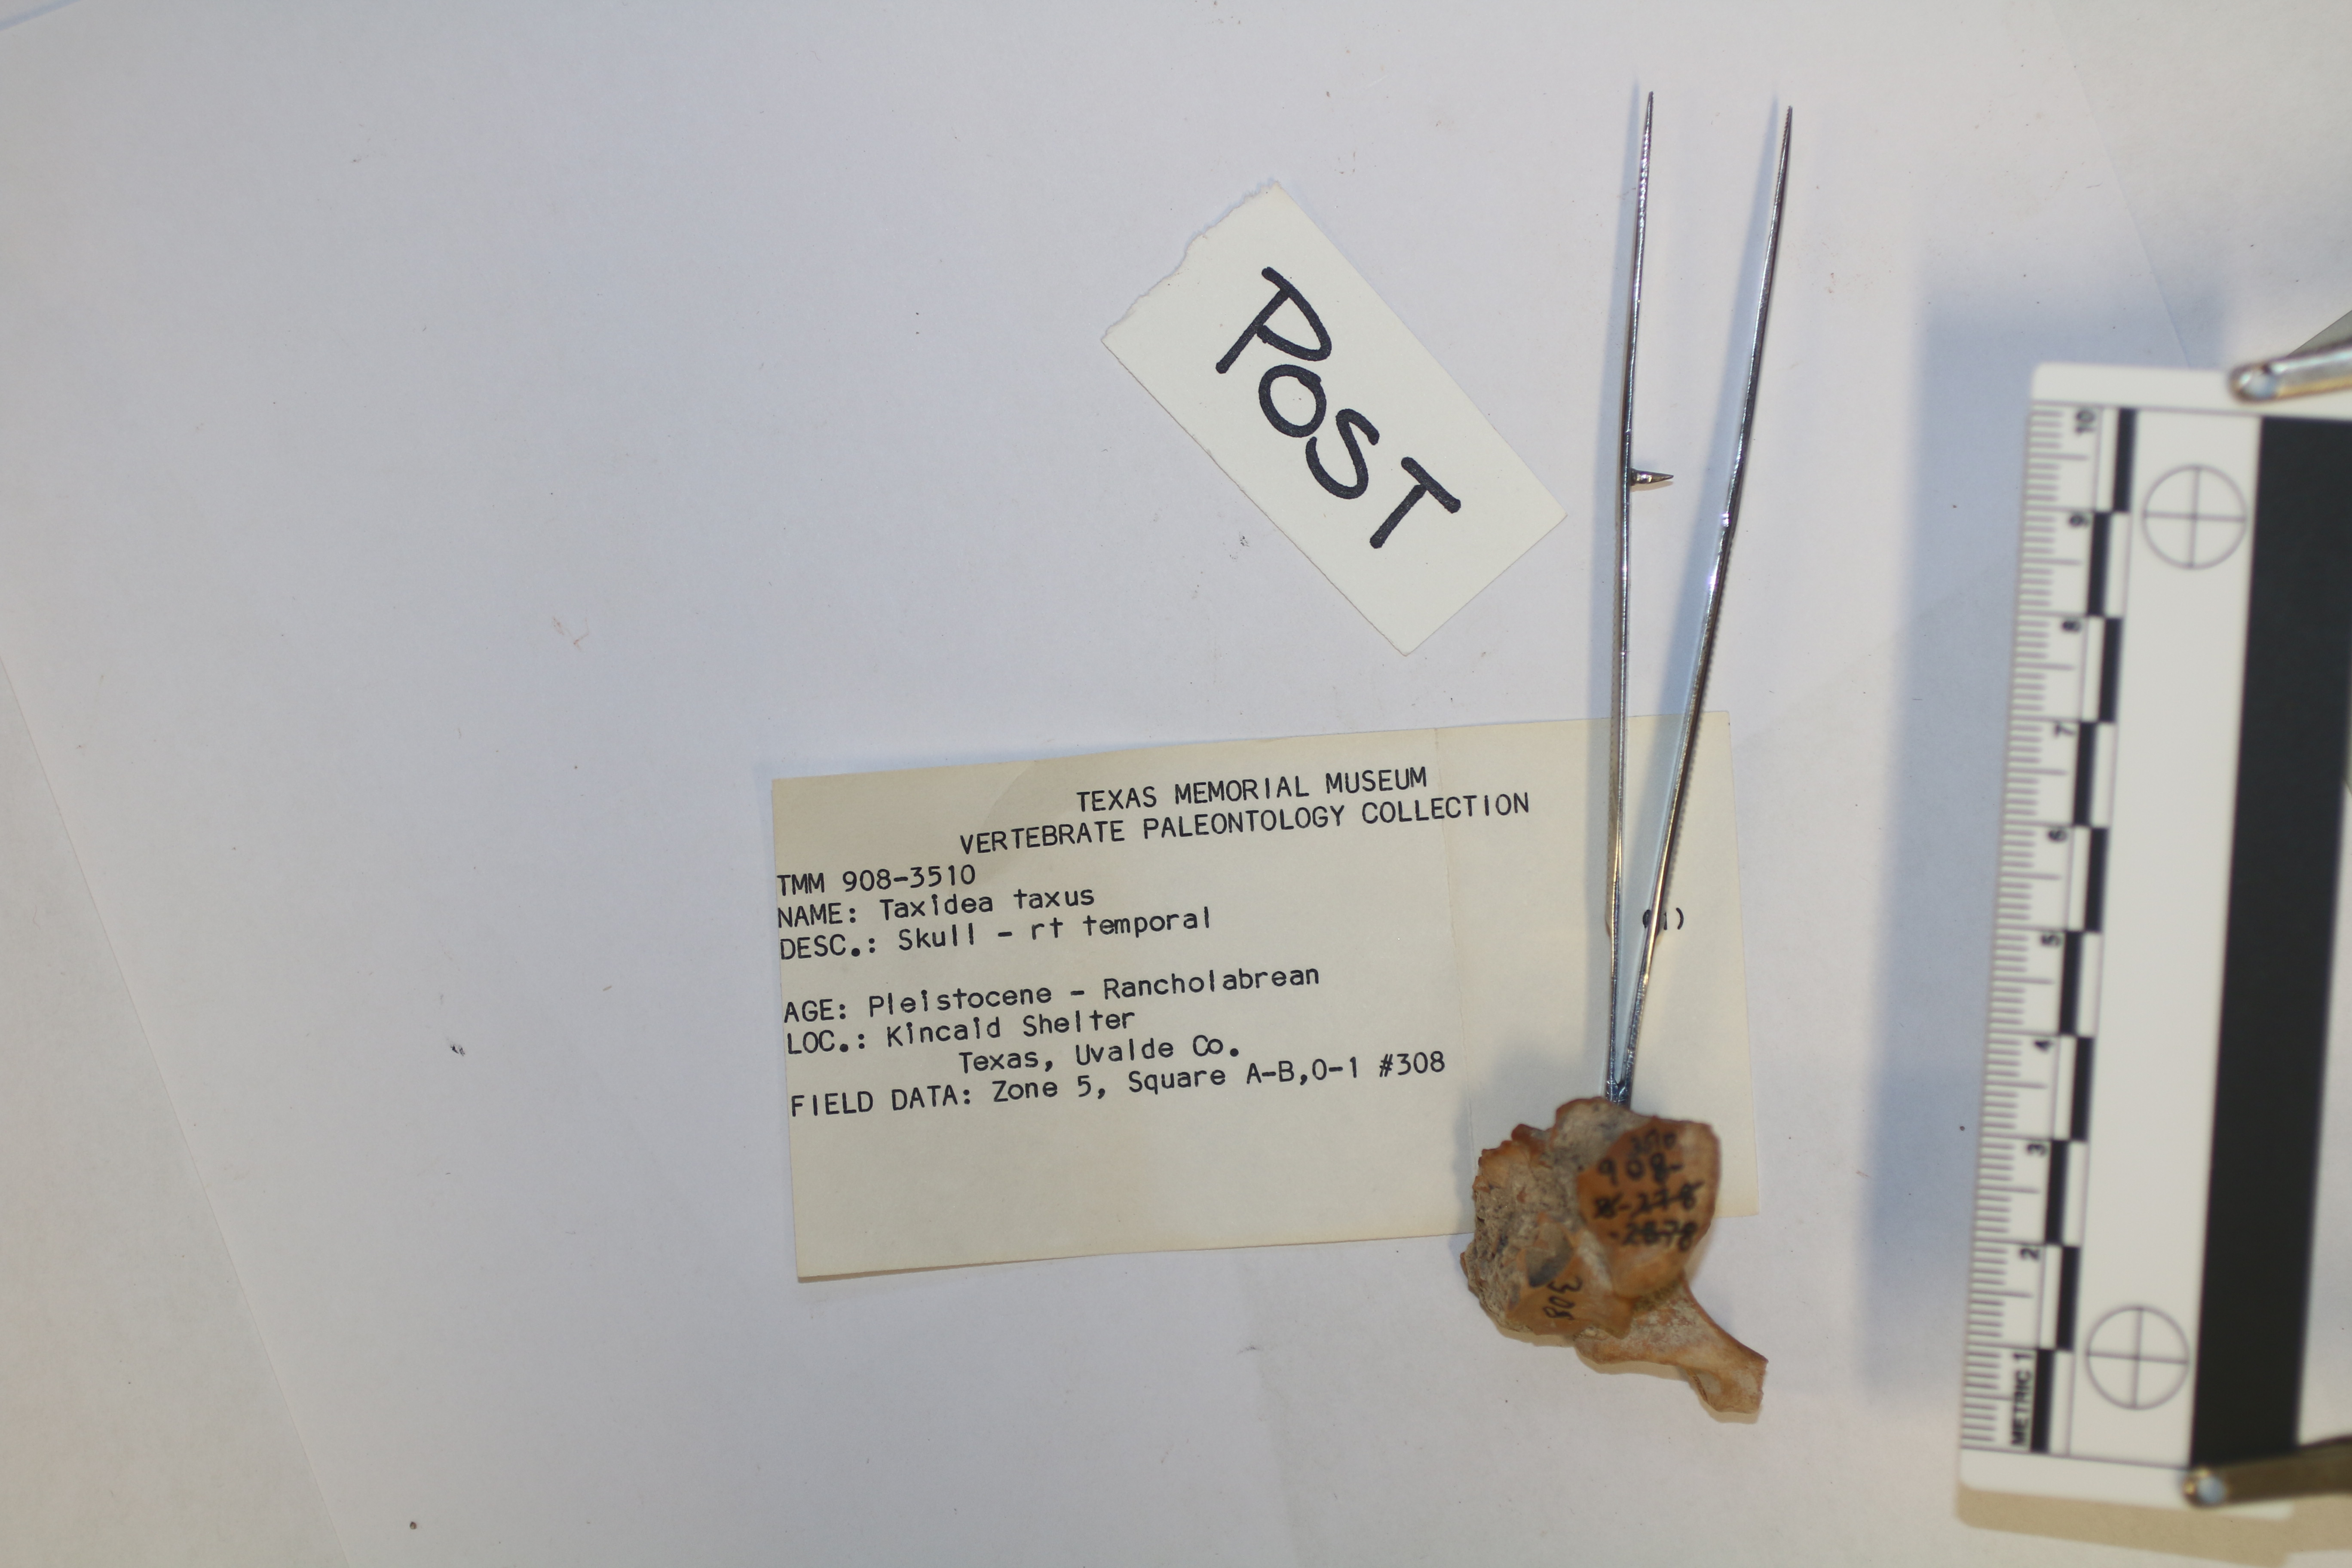 TEXAS MEMORIAL MUSEUM
VERTEBRATE PALEONTOLOGY COLLECTION
TMM 908-3510
NAME: Taxidea taxus
DESC.: Skull - rt temporal
AGE: Pleistocene - Rancholabrean
LOC.: Kincaid Shelter
Texas, Uvalde Co.
FIELD DATA: Zone 5, Square A-B,0-1 #308
POST
308
908-
METRIC 1 2 3 4 5 6 7 8 9 10